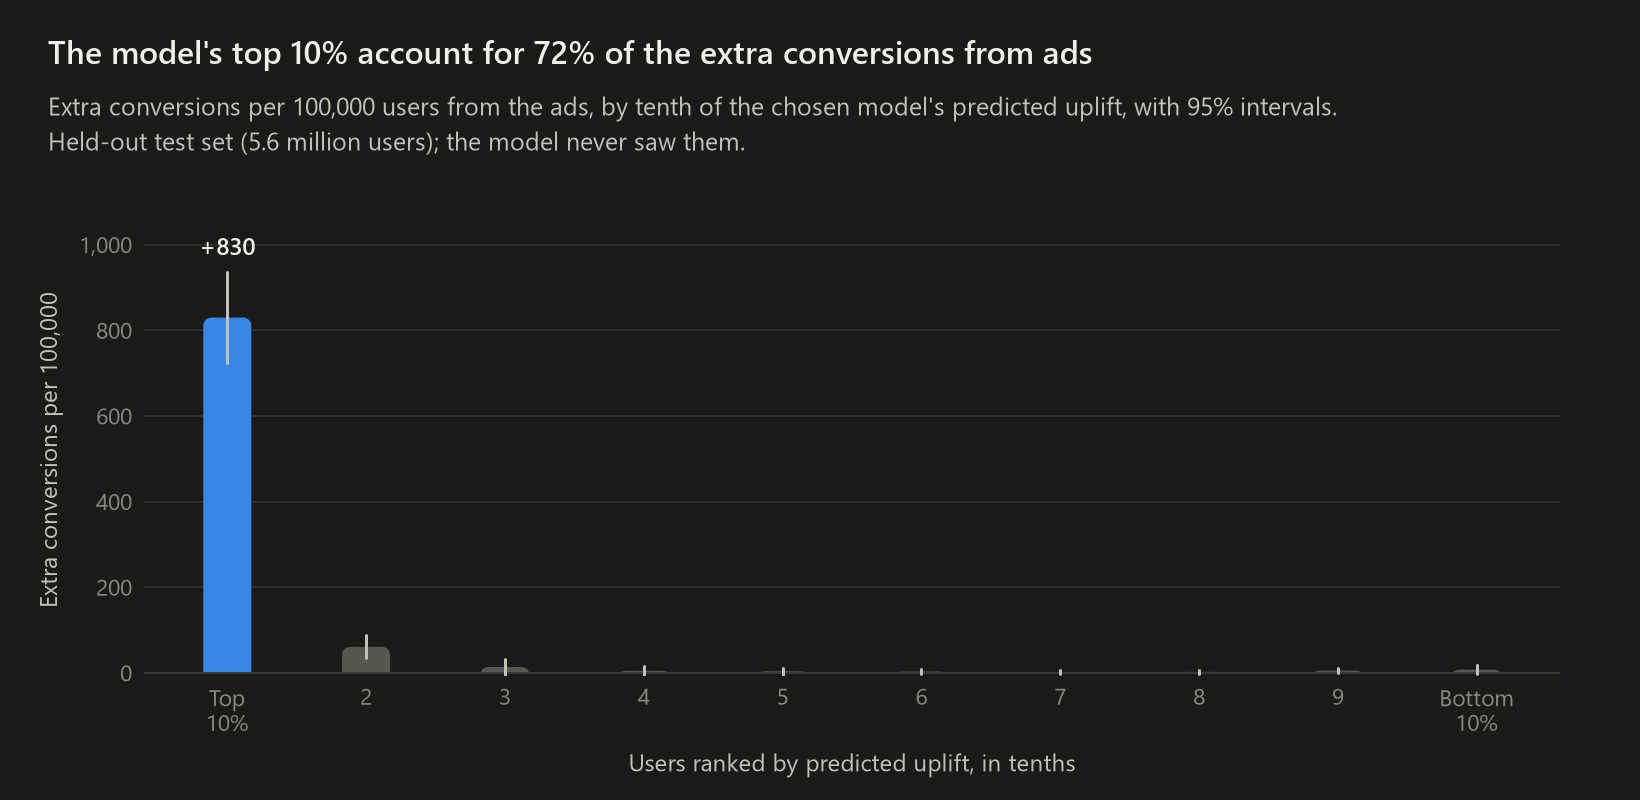 The model's top 10% account for 72% of the extra conversions from ads
Extra conversions per 100,000 users from the ads, by tenth of the chosen model's predicted uplift, with 95% intervals.
Held-out test set (5.6 million users); the model never saw them.
Extra conversions per 100,000
1,000
800
600
400
200
0
+830
Top
10%
2
3
4
5
6
7
8
9
Bottom
10%
Users ranked by predicted uplift, in tenths